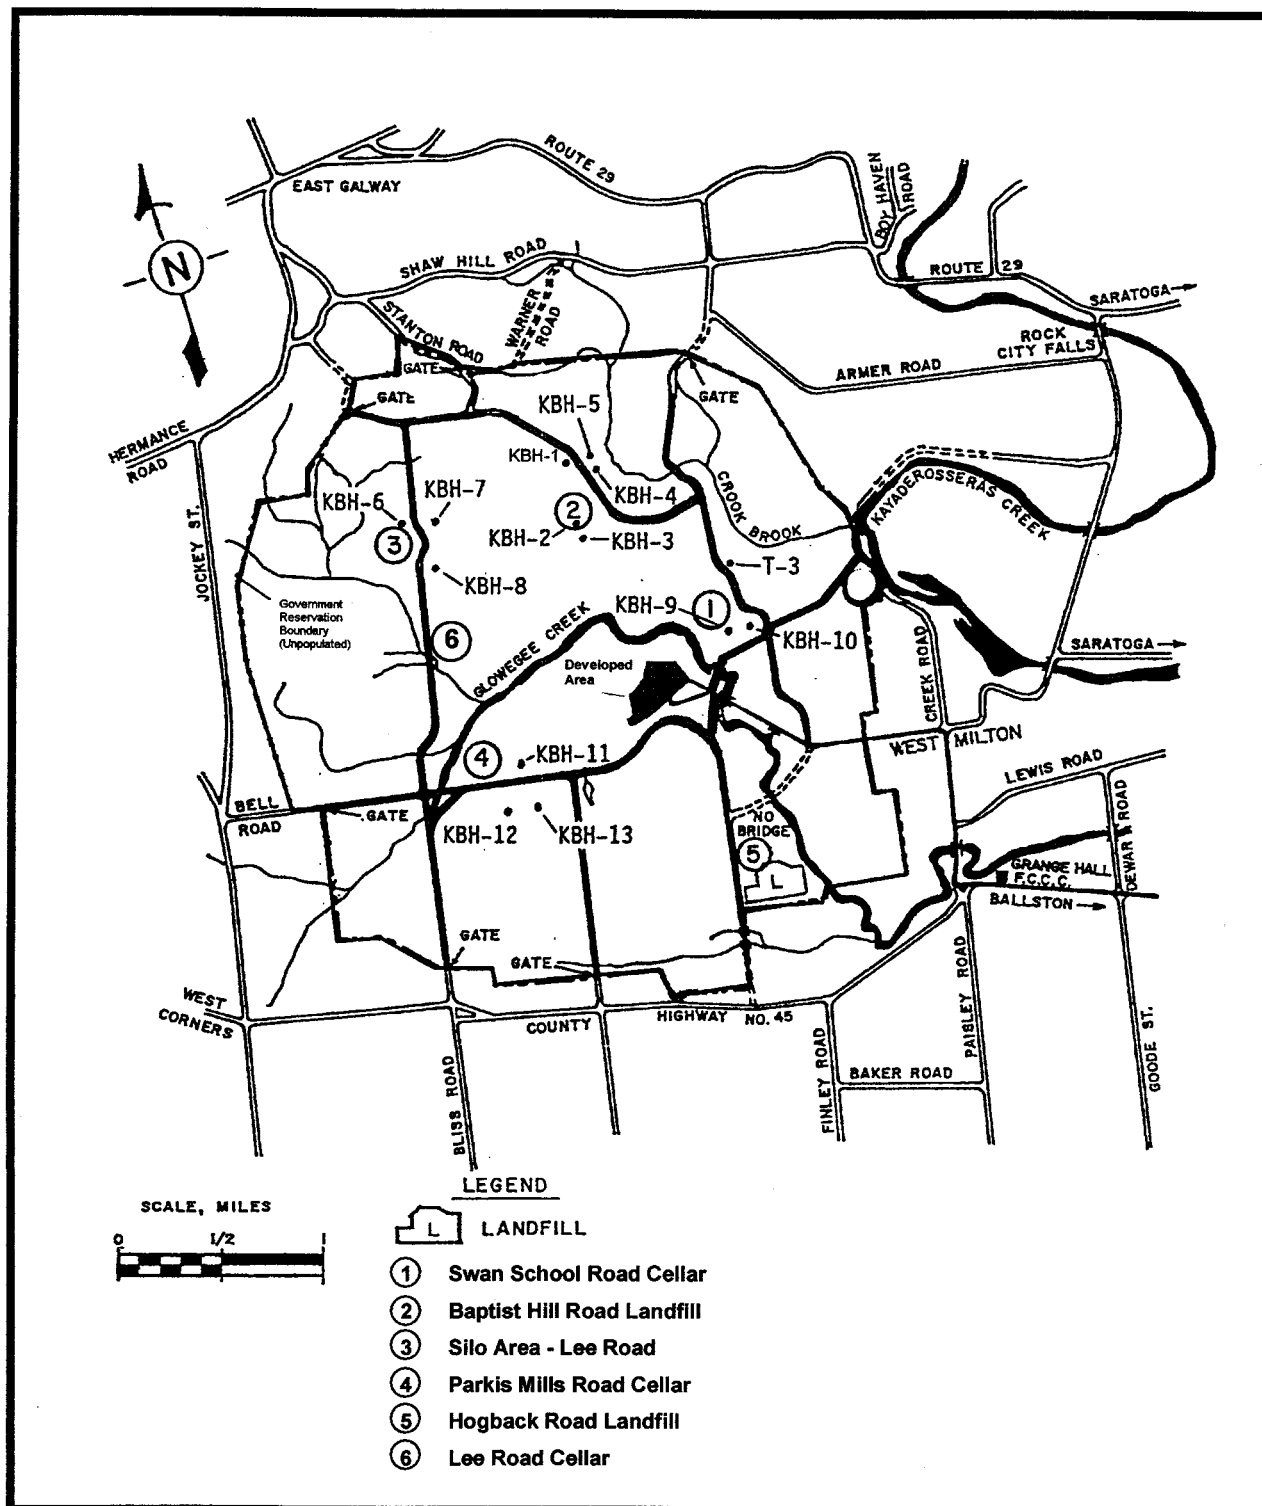 ROUTE 29
EAST GALWAY
BOY HAVEN
ROAD
N
SHAW HILL ROAD
ROUTE 29
SARATOGA
WARNER
ROAD
STANTON ROAD
ROCK
CITY FALLS
GATE
ARMER ROAD
GATE
GATE
KBH-5
HERMANCE
ROAD
KBH-1
KBH-4
CROOK
BROOK
KAYADEROSSERAS
CREEK
KBH-6
KBH-7
2
KBH-2
KBH-3
3
JOCKEY ST.
KBH-8
T-3
Government
Reservation
Boundary
(Unpopulated)
KBH-9
1
KBH-10
6
GLOWEGEE CREEK
Developed
Area
CREEK ROAD
SARATOGA
WEST MILTON
4
KBH-11
LEWIS ROAD
BELL
ROAD
GATE
KBH-12
KBH-13
NO
BRIDGE
5
L
DEWAR ROAD
GRANGE HALL
F.C.C.C.
BALLSTON
GATE
GATE
WEST
CORNERS
COUNTY
HIGHWAY
NO. 45
PAISLEY ROAD
GOODE ST.
BLISS ROAD
FINLEY ROAD
BAKER ROAD
LEGEND
SCALE, MILES
0 1/2 1
L LANDFILL
1 Swan School Road Cellar
2 Baptist Hill Road Landfill
3 Silo Area - Lee Road
4 Parkis Mills Road Cellar
5 Hogback Road Landfill
6 Lee Road Cellar